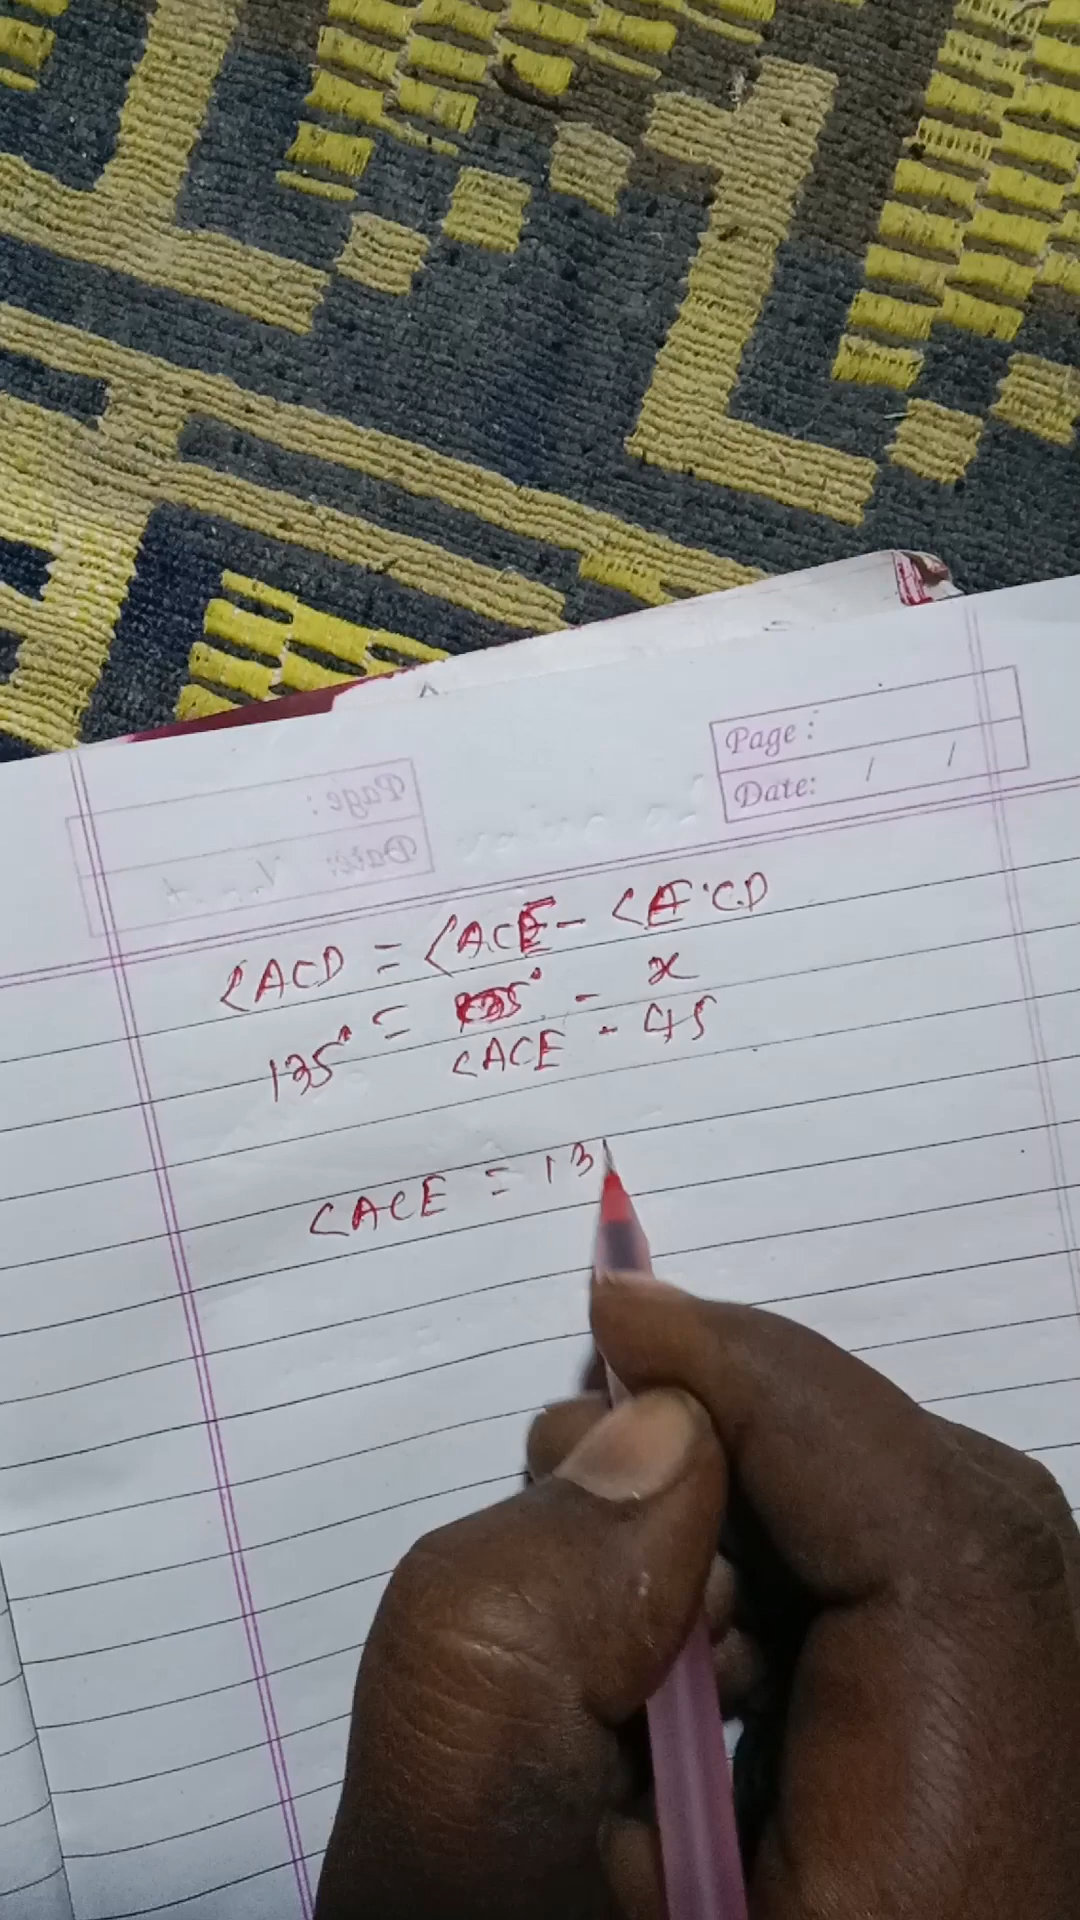 Page :
Date: / /
∠ACD = ∠ACE - ∠ECD
135° = - x
∠ACE - 45
∠ACE = 13